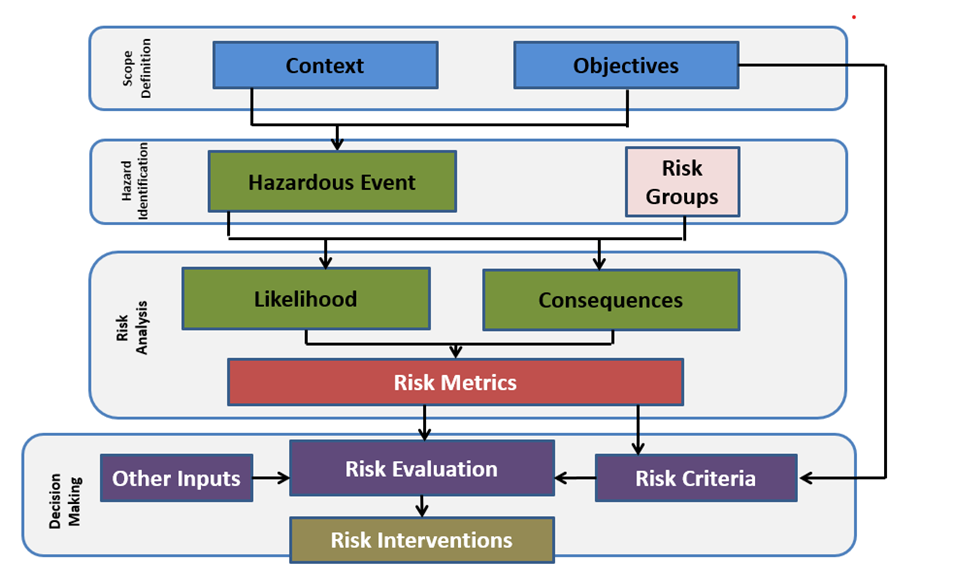 Scope
Definition
Context
Objectives
Hazard
Identification
Hazardous Event
Risk
Groups
Risk
Analysis
Likelihood
Consequences
Risk Metrics
Decision
Making
Other Inputs
Risk Evaluation
Risk Criteria
Risk Interventions